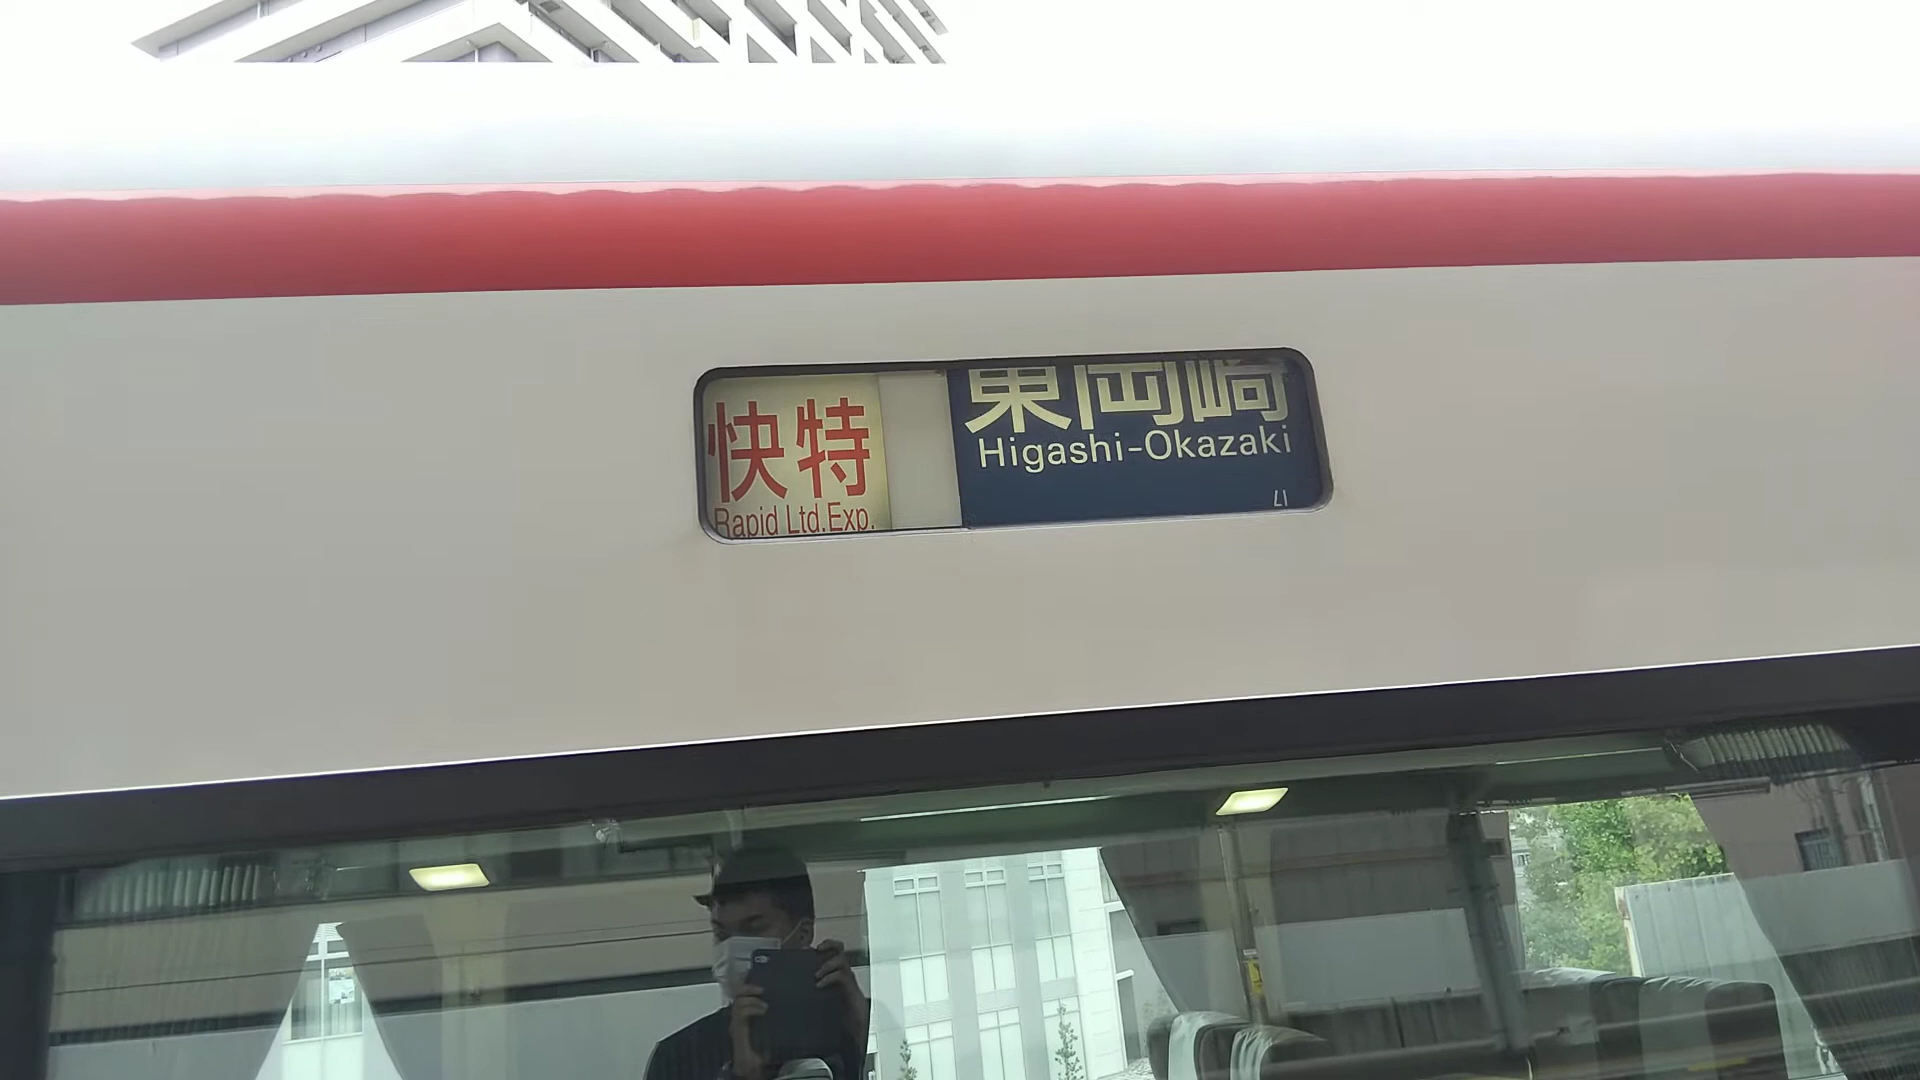 快特
Rapid Ltd.Exp.
東岡崎
Higashi-Okazaki